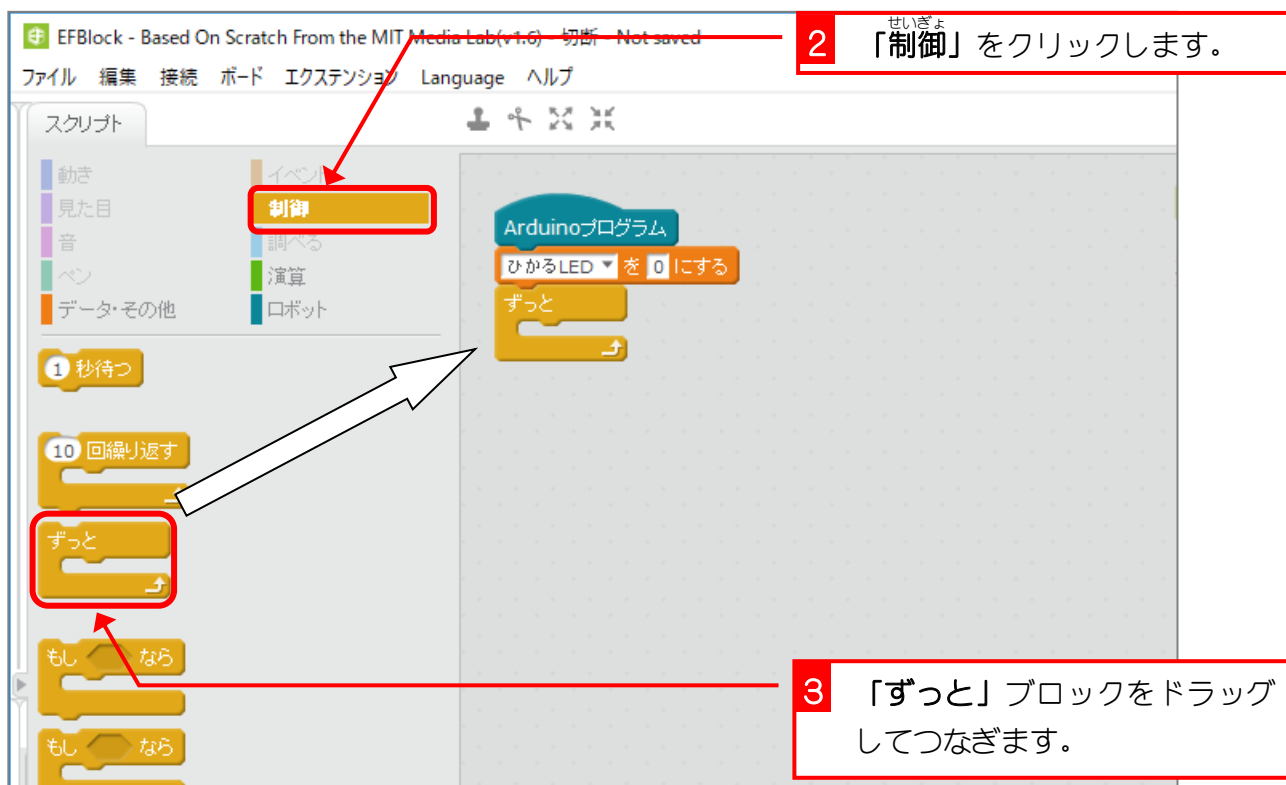 EFBlock - Based On Scratch From the MIT Media Lab(v1.6) - 切断 - Not saved
2
せいぎょ
「制御」をクリックします。
ファイル 編集 接続 ボード エクステンション Language ヘルプ
スクリプト
動き イベント
見た目 制御
音 調べる
ペン 演算
データ・その他 ロボット
Arduinoプログラム
ひかるLED を 0 にする
ずっと
1 秒待つ
10 回繰り返す
ずっと
もし なら
もし なら
3
「ずっと」ブロックをドラッグ
してつなぎます。